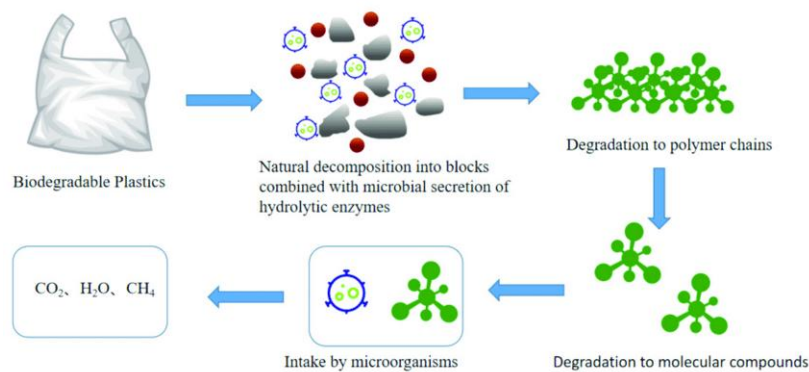 Biodegradable Plastics
Natural decomposition into blocks
combined with microbial secretion of
hydrolytic enzymes
Degradation to polymer chains
Degradation to molecular compounds
Intake by microorganisms
CO₂、H₂O、CH₄